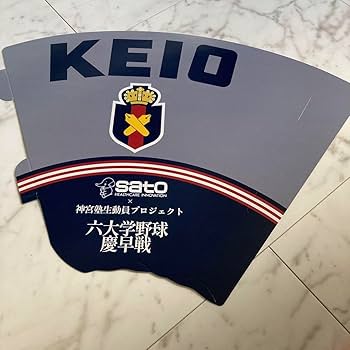 KEIO
sato
HEALTHCARE INNOVATION
×
神宮塾生動員プロジェクト
六大学野球
慶早戦